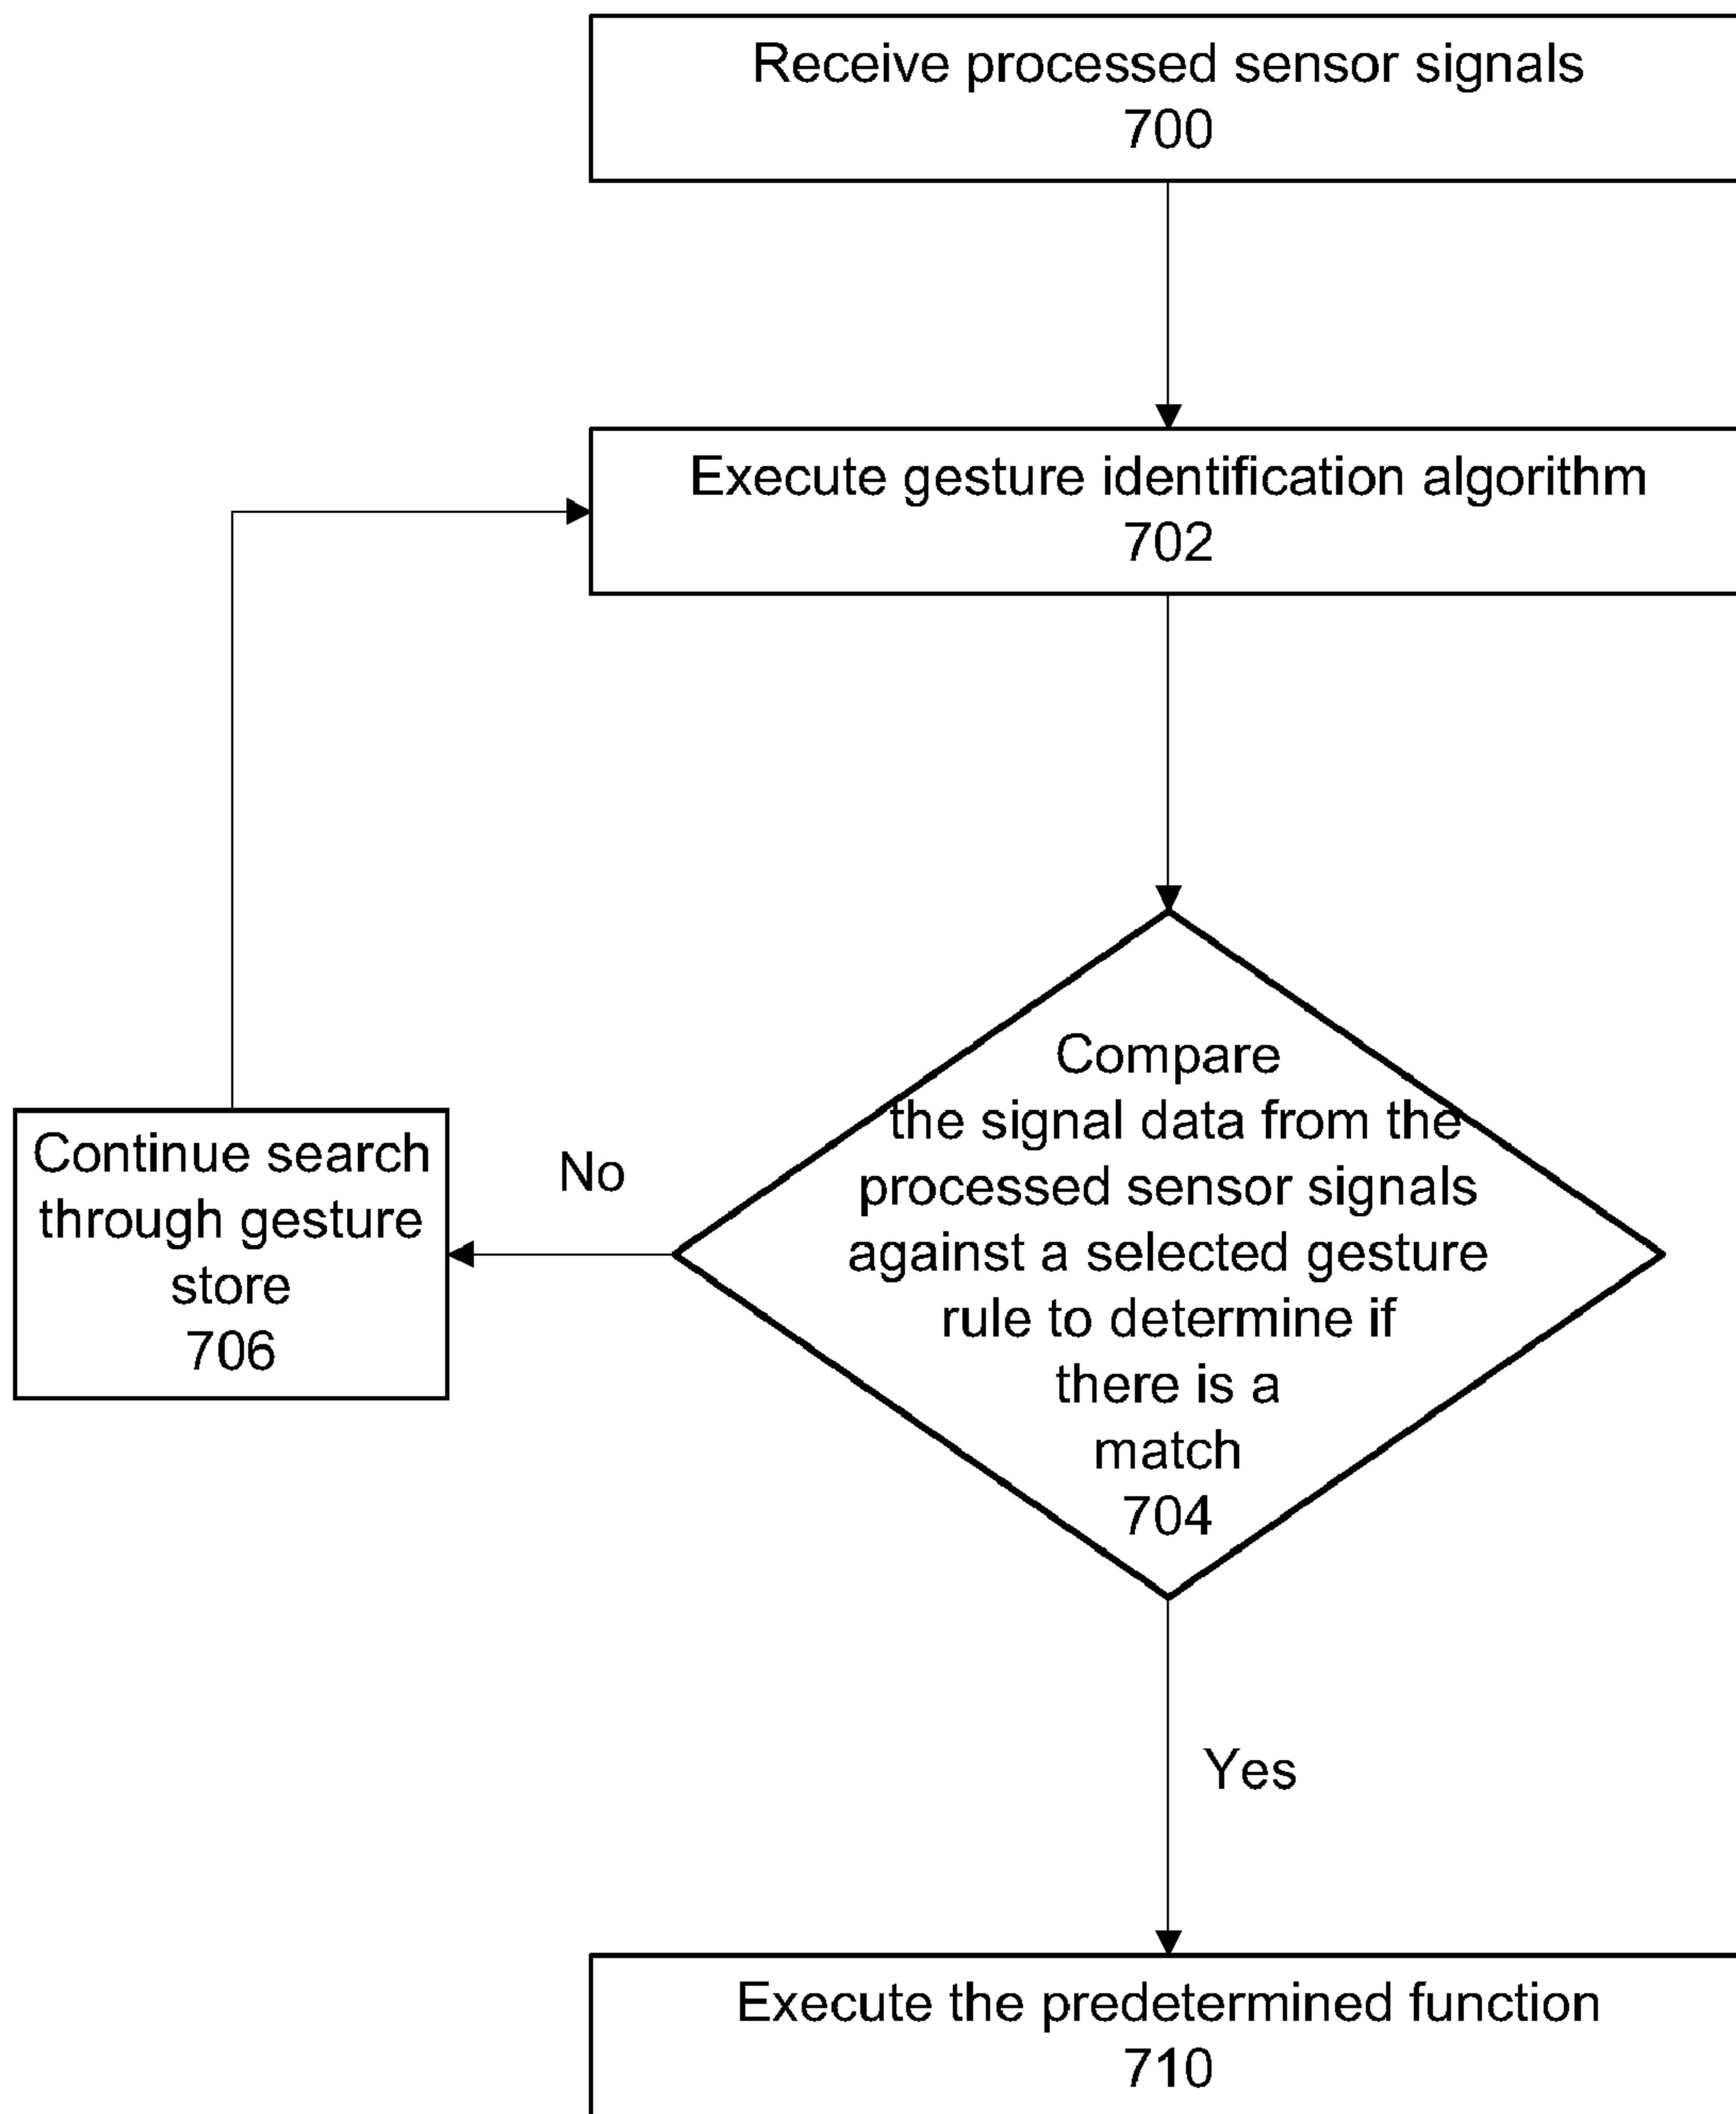 Receive processed sensor signals
700
Execute gesture identification algorithm
702
Compare
the signal data from the
processed sensor signals
against a selected gesture
rule to determine if
there is a
match
704
No
Continue search
through gesture
store
706
Yes
Execute the predetermined function
710